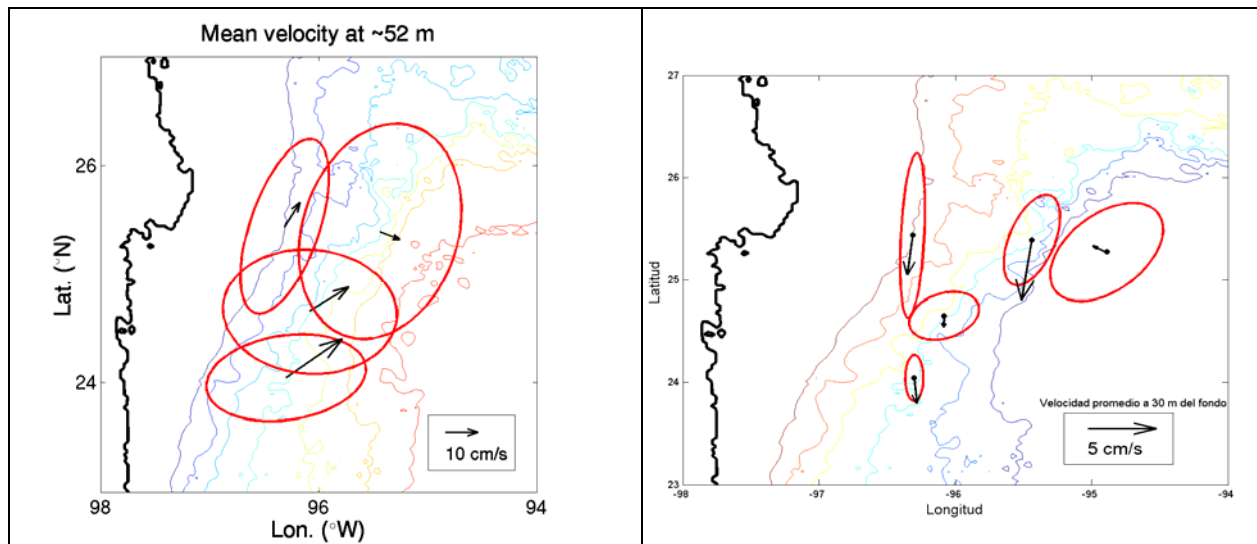 Mean velocity at ~52 m
Lat. (°N)
26
24
98
96
94
Lon. (°W)
10 cm/s
27
26
25
24
23
Latitud
-98
-97
-96
-95
-94
Longitud
Velocidad promedio a 30 m del fondo
5 cm/s